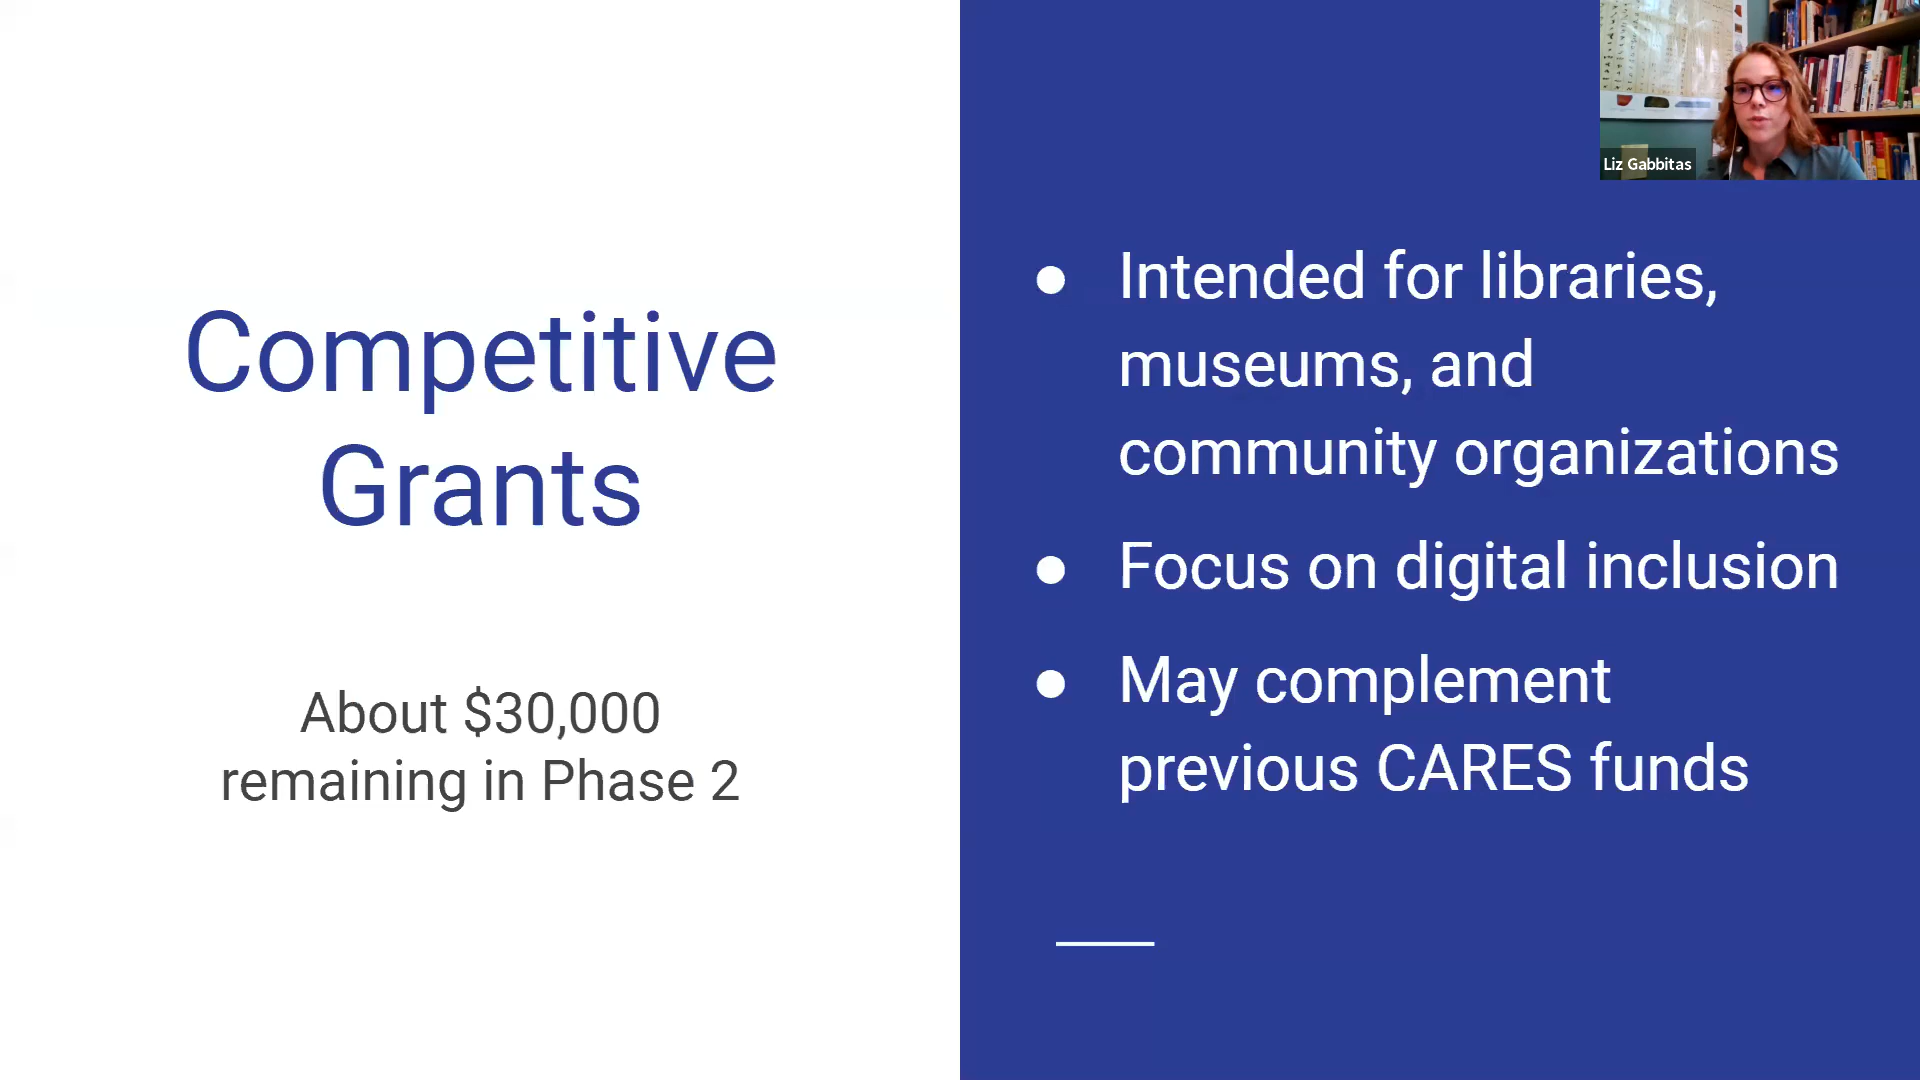 Competitive
Grants
About $30,000
remaining in Phase 2
● Intended for libraries,
museums, and
community organizations
● Focus on digital inclusion
● May complement
previous CARES funds
Liz Gabbitas